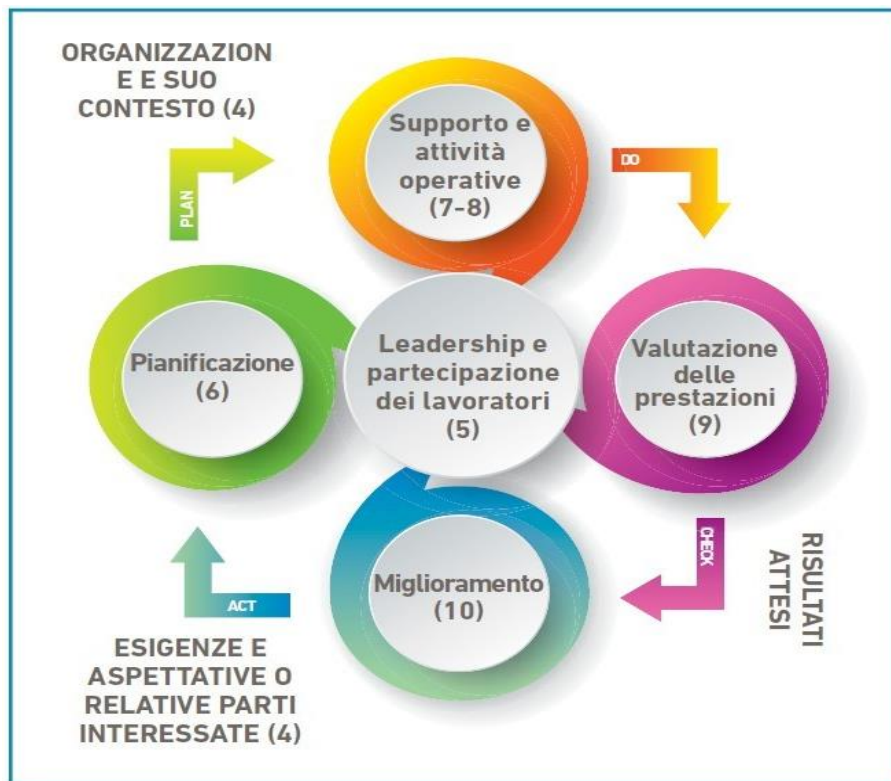 ORGANIZZAZION
E E SUO
CONTESTO (4)
Supporto e
attività
operative
(7-8)
DO
PLAN
Pianificazione
(6)
Leadership e
partecipazione
dei lavoratori
(5)
Valutazione
delle
prestazioni
(9)
CHECK
RISULTATI
ATTESI
Miglioramento
(10)
ACT
ESIGENZE E
ASPETTATIVE O
RELATIVE PARTI
INTERESSATE (4)